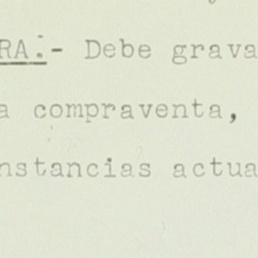 RA:- Debe grava
a compraventa,
nstancias actua